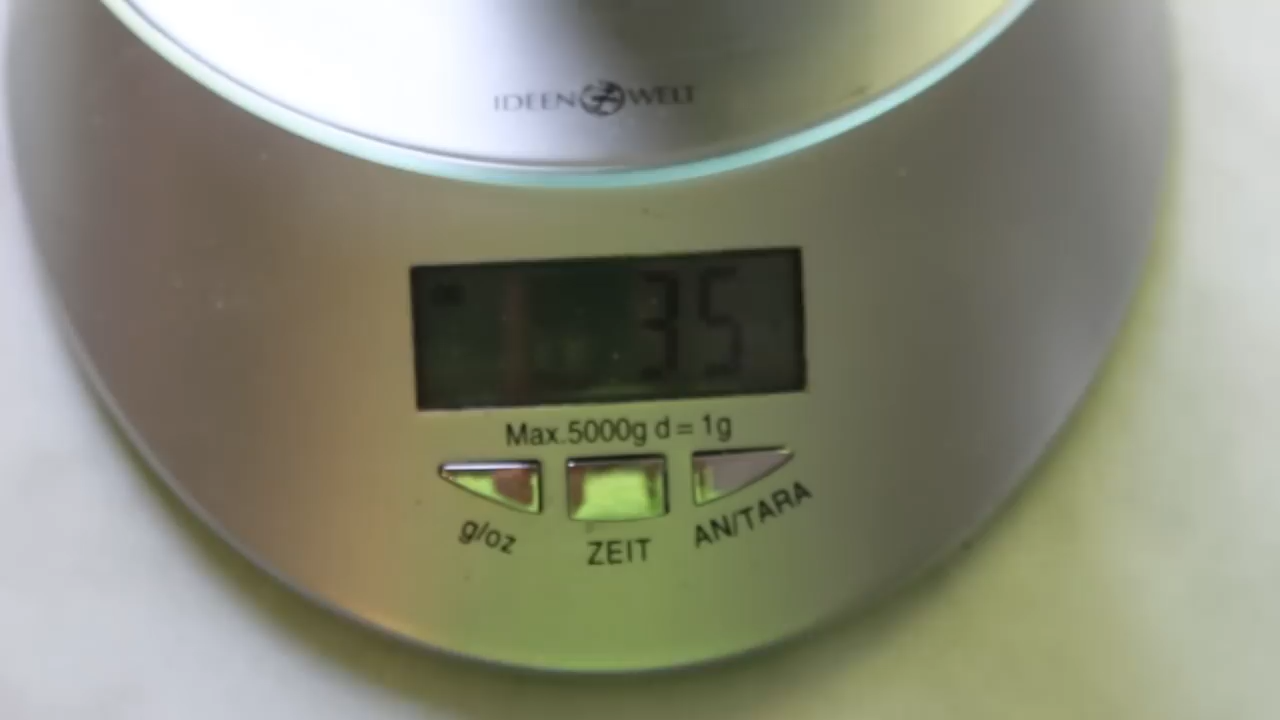 IDEEN WELT
35
Max.5000g d=1g
g/oz
ZEIT
AN/TARA